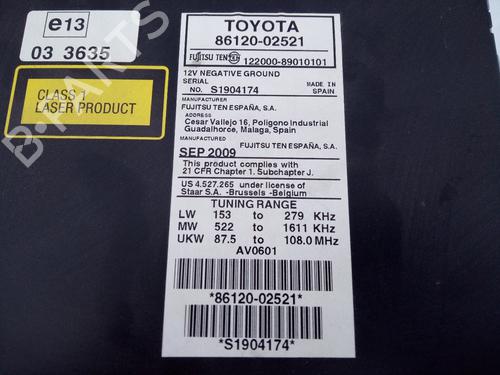 e13
03 3635
CLASS 1
LASER PRODUCT
TOYOTA
86120-02521
FUJITSU TEN 122000-89010101
12V NEGATIVE GROUND
SERIAL
NO. S1904174
MADE IN
SPAIN
MANUFACTURER
FUJITSU TEN ESPAÑA, S.A.
ADDRESS
Cesar Vallejo 16, Poligono Industrial
Guadalhorce, Malaga, Spain
MANUFACTURED
FUJITSU TEN ESPAÑA, S.A.
SEP 2009
This product complies with
21 CFR Chapter 1. Subchapter J.
US 4.527.265 under license of
Staar S.A. -Brussels -Belgium
TUNING RANGE
LW 153 to 279 KHz
MW 522 to 1611 KHz
UKW 87.5 to 108.0 MHz
AV0601
*86120-02521*
*S1904174*
B-PARTS